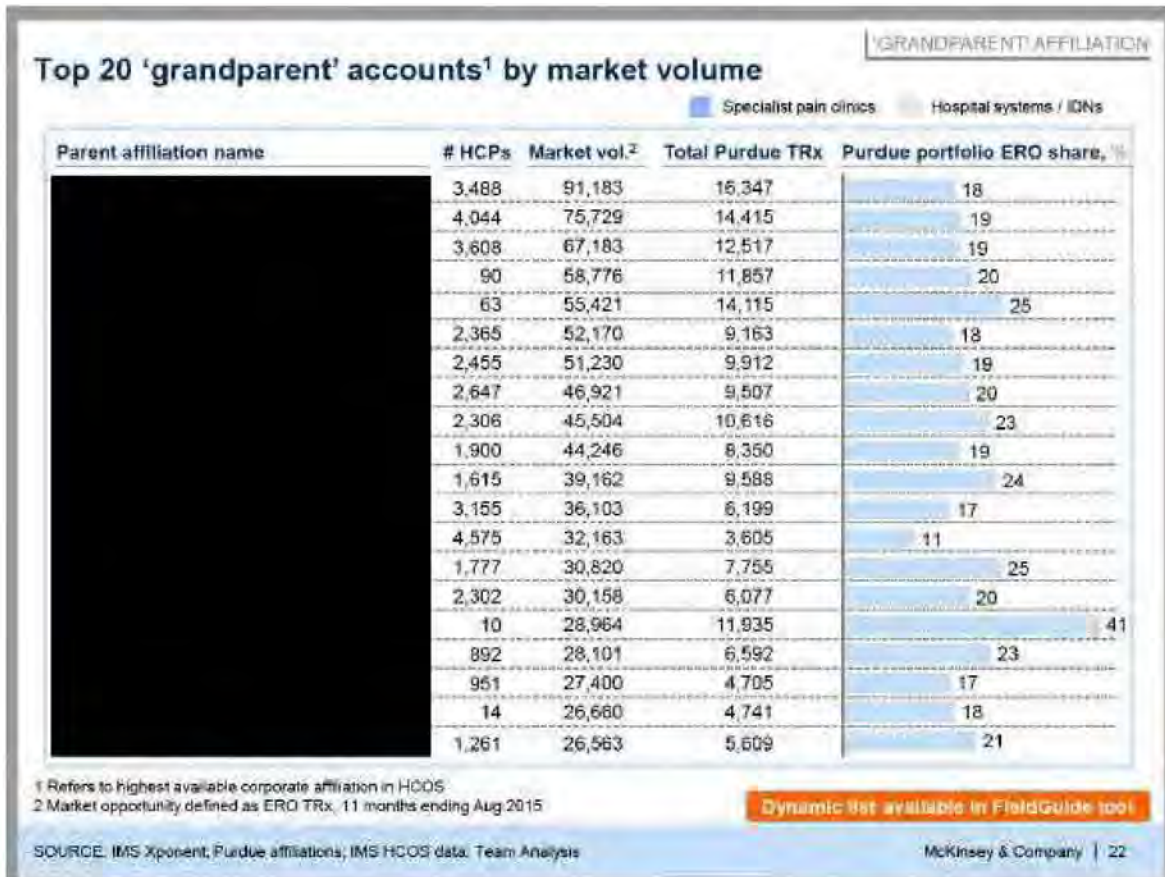 'GRANDPARENT' AFFILIATION
Top 20 'grandparent' accounts¹ by market volume
Specialist pain clinics Hospital systems / IDNs
Parent affiliation name # HCPs Market vol.² Total Purdue TRx Purdue portfolio ERO share, %
3,488 91,183 16,347 18
4,044 75,729 14,415 19
3,608 67,183 12,517 19
90 58,776 11,857 20
63 55,421 14,115 25
2,365 52,170 9,163 18
2,455 51,230 9,912 19
2,647 46,921 9,507 20
2,306 45,504 10,616 23
1,900 44,246 8,350 19
1,615 39,162 9,588 24
3,155 36,103 6,199 17
4,575 32,163 3,605 11
1,777 30,820 7,755 25
2,302 30,158 6,077 20
10 28,964 11,935 41
892 28,101 6,592 23
951 27,400 4,705 17
14 26,660 4,741 18
1,261 26,563 5,609 21
1 Refers to highest available corporate affiliation in HCOS
2 Market opportunity defined as ERO TRx, 11 months ending Aug 2015
Dynamic list available in FieldGuide tool
SOURCE: IMS Xponent; Purdue affiliations; IMS HCOS data; Team Analysis
McKinsey & Company | 22